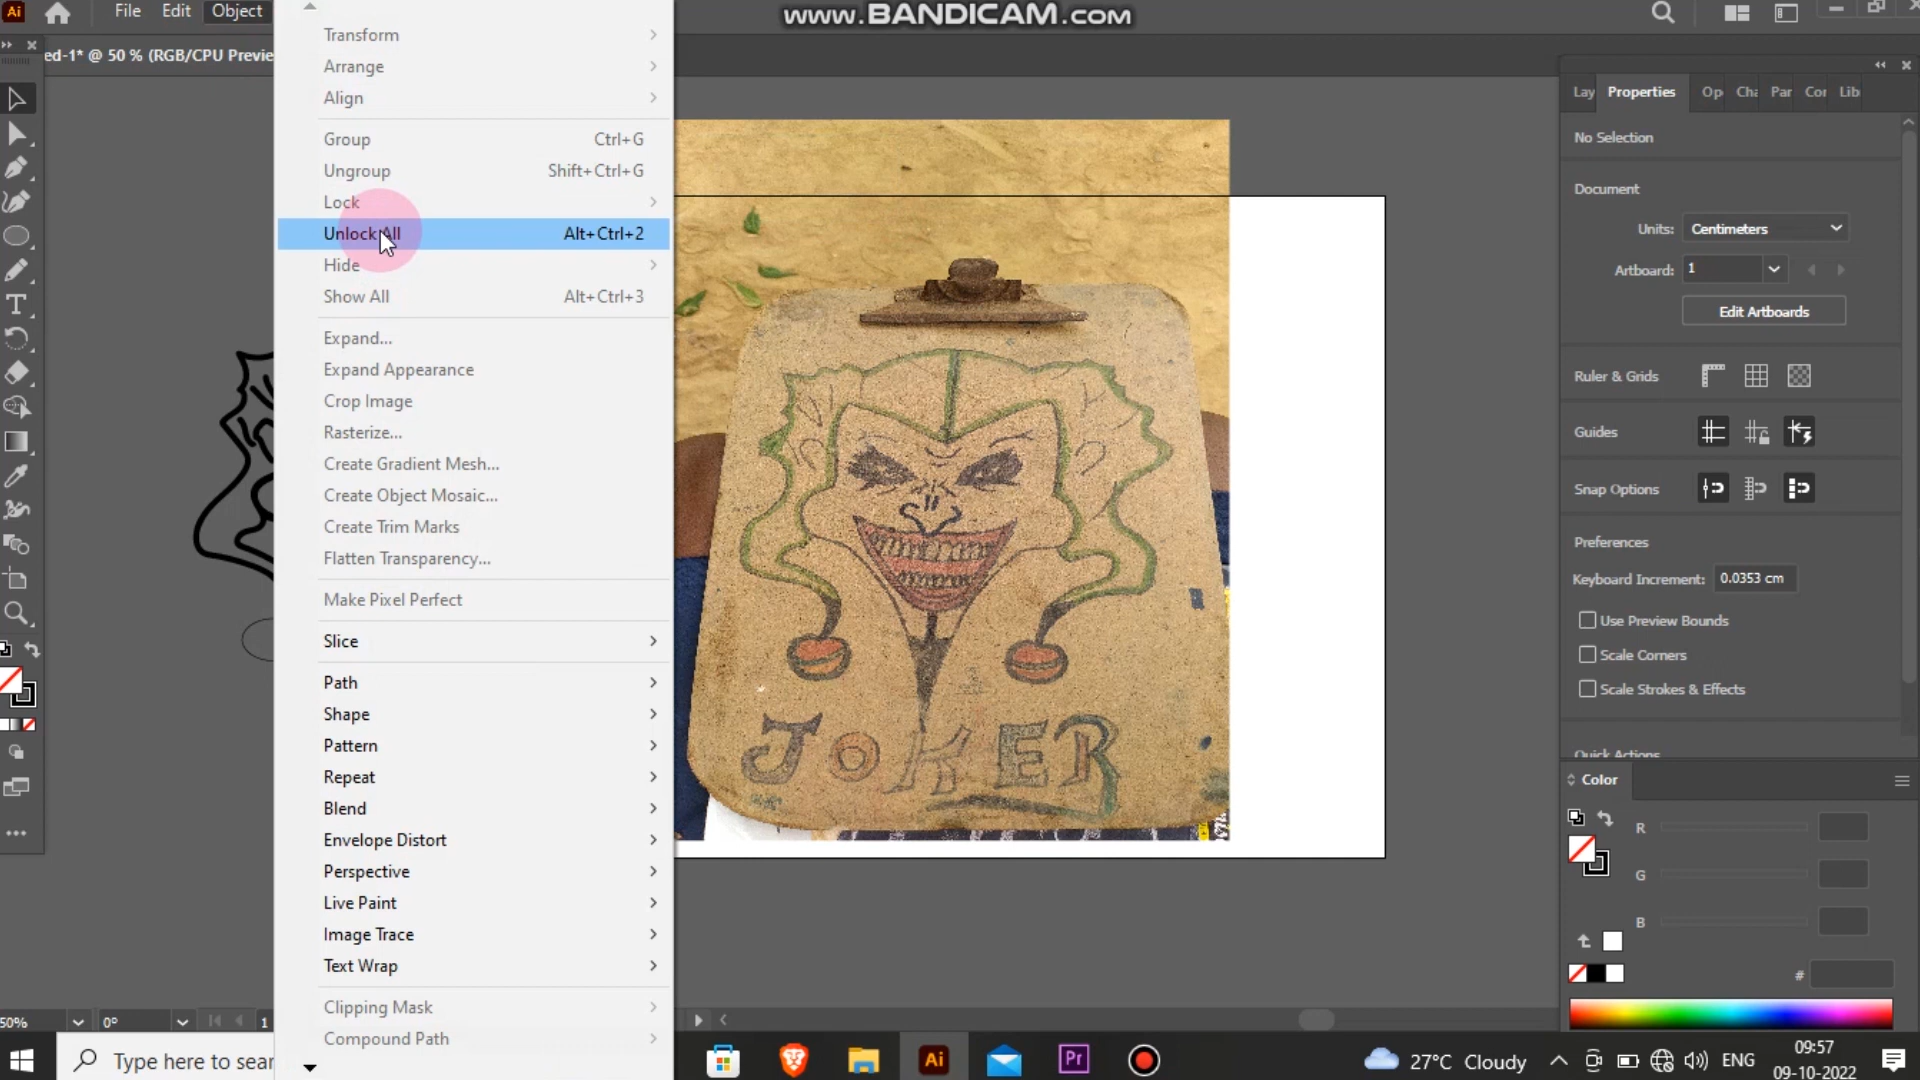 Ai File Edit Object
www.BANDICAM.com
ed-1* @ 50 % (RGB/CPU Previe
Transform
Arrange
Align
Group Ctrl+G
Ungroup Shift+Ctrl+G
Lock
Unlock All Alt+Ctrl+2
Hide
Show All Alt+Ctrl+3
Expand...
Expand Appearance
Crop Image
Rasterize...
Create Gradient Mesh...
Create Object Mosaic...
Create Trim Marks
Flatten Transparency...
Make Pixel Perfect
Slice
Path
Shape
Pattern
Repeat
Blend
Envelope Distort
Perspective
Live Paint
Image Trace
Text Wrap
Clipping Mask
Compound Path
JOKER
Lay Properties Op Cha Par Cor Lib
No Selection
Document
Units: Centimeters
Artboard: 1
Edit Artboards
Ruler & Grids
Guides
Snap Options
Preferences
Keyboard Increment: 0.0353 cm
Use Preview Bounds
Scale Corners
Scale Strokes & Effects
Quick Actions
Color
R
G
B
#
50% 0° 1
Type here to sear
Ai Pr
27°C Cloudy ENG
09:57
09-10-2022